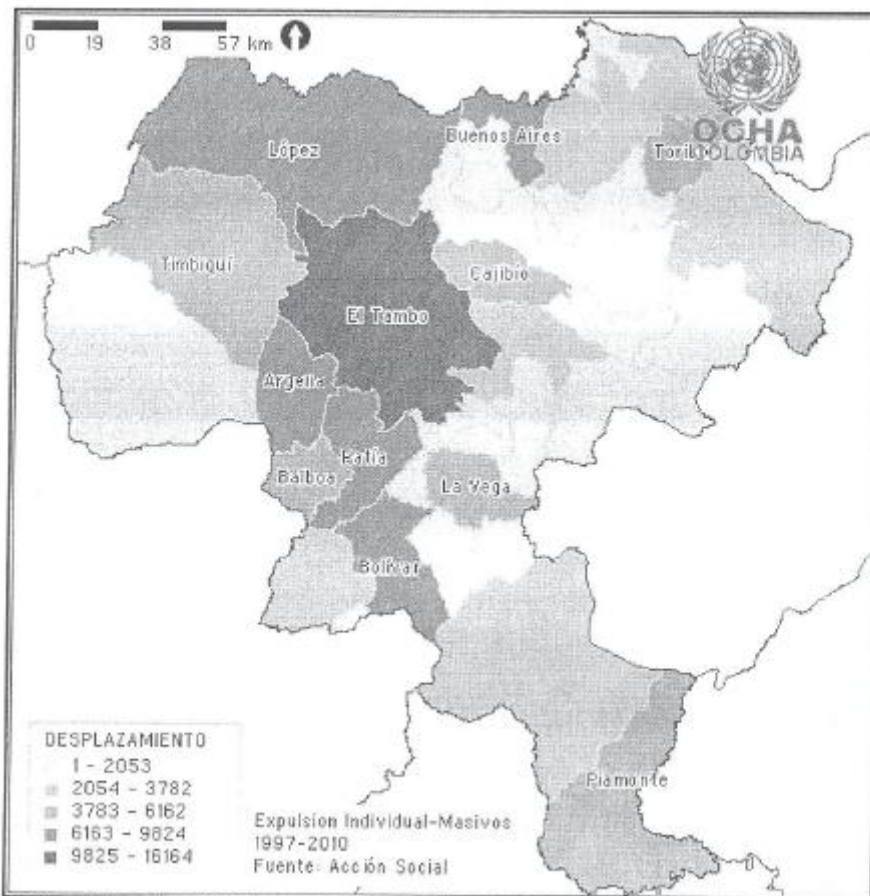 0 19 38 57 km
OCHA
COLOMBIA
Buenos Aires
López
Timbiquí
Cajibío
El Tambo
Argelia
Patía
Balboa
La Vega
Bolívar
Piamonte
DESPLAZAMIENTO
1 - 2053
2054 - 3782
3783 - 6162
6163 - 9824
9825 - 16164
Expulsion Individual-Masivos
1997-2010
Fuente: Acción Social